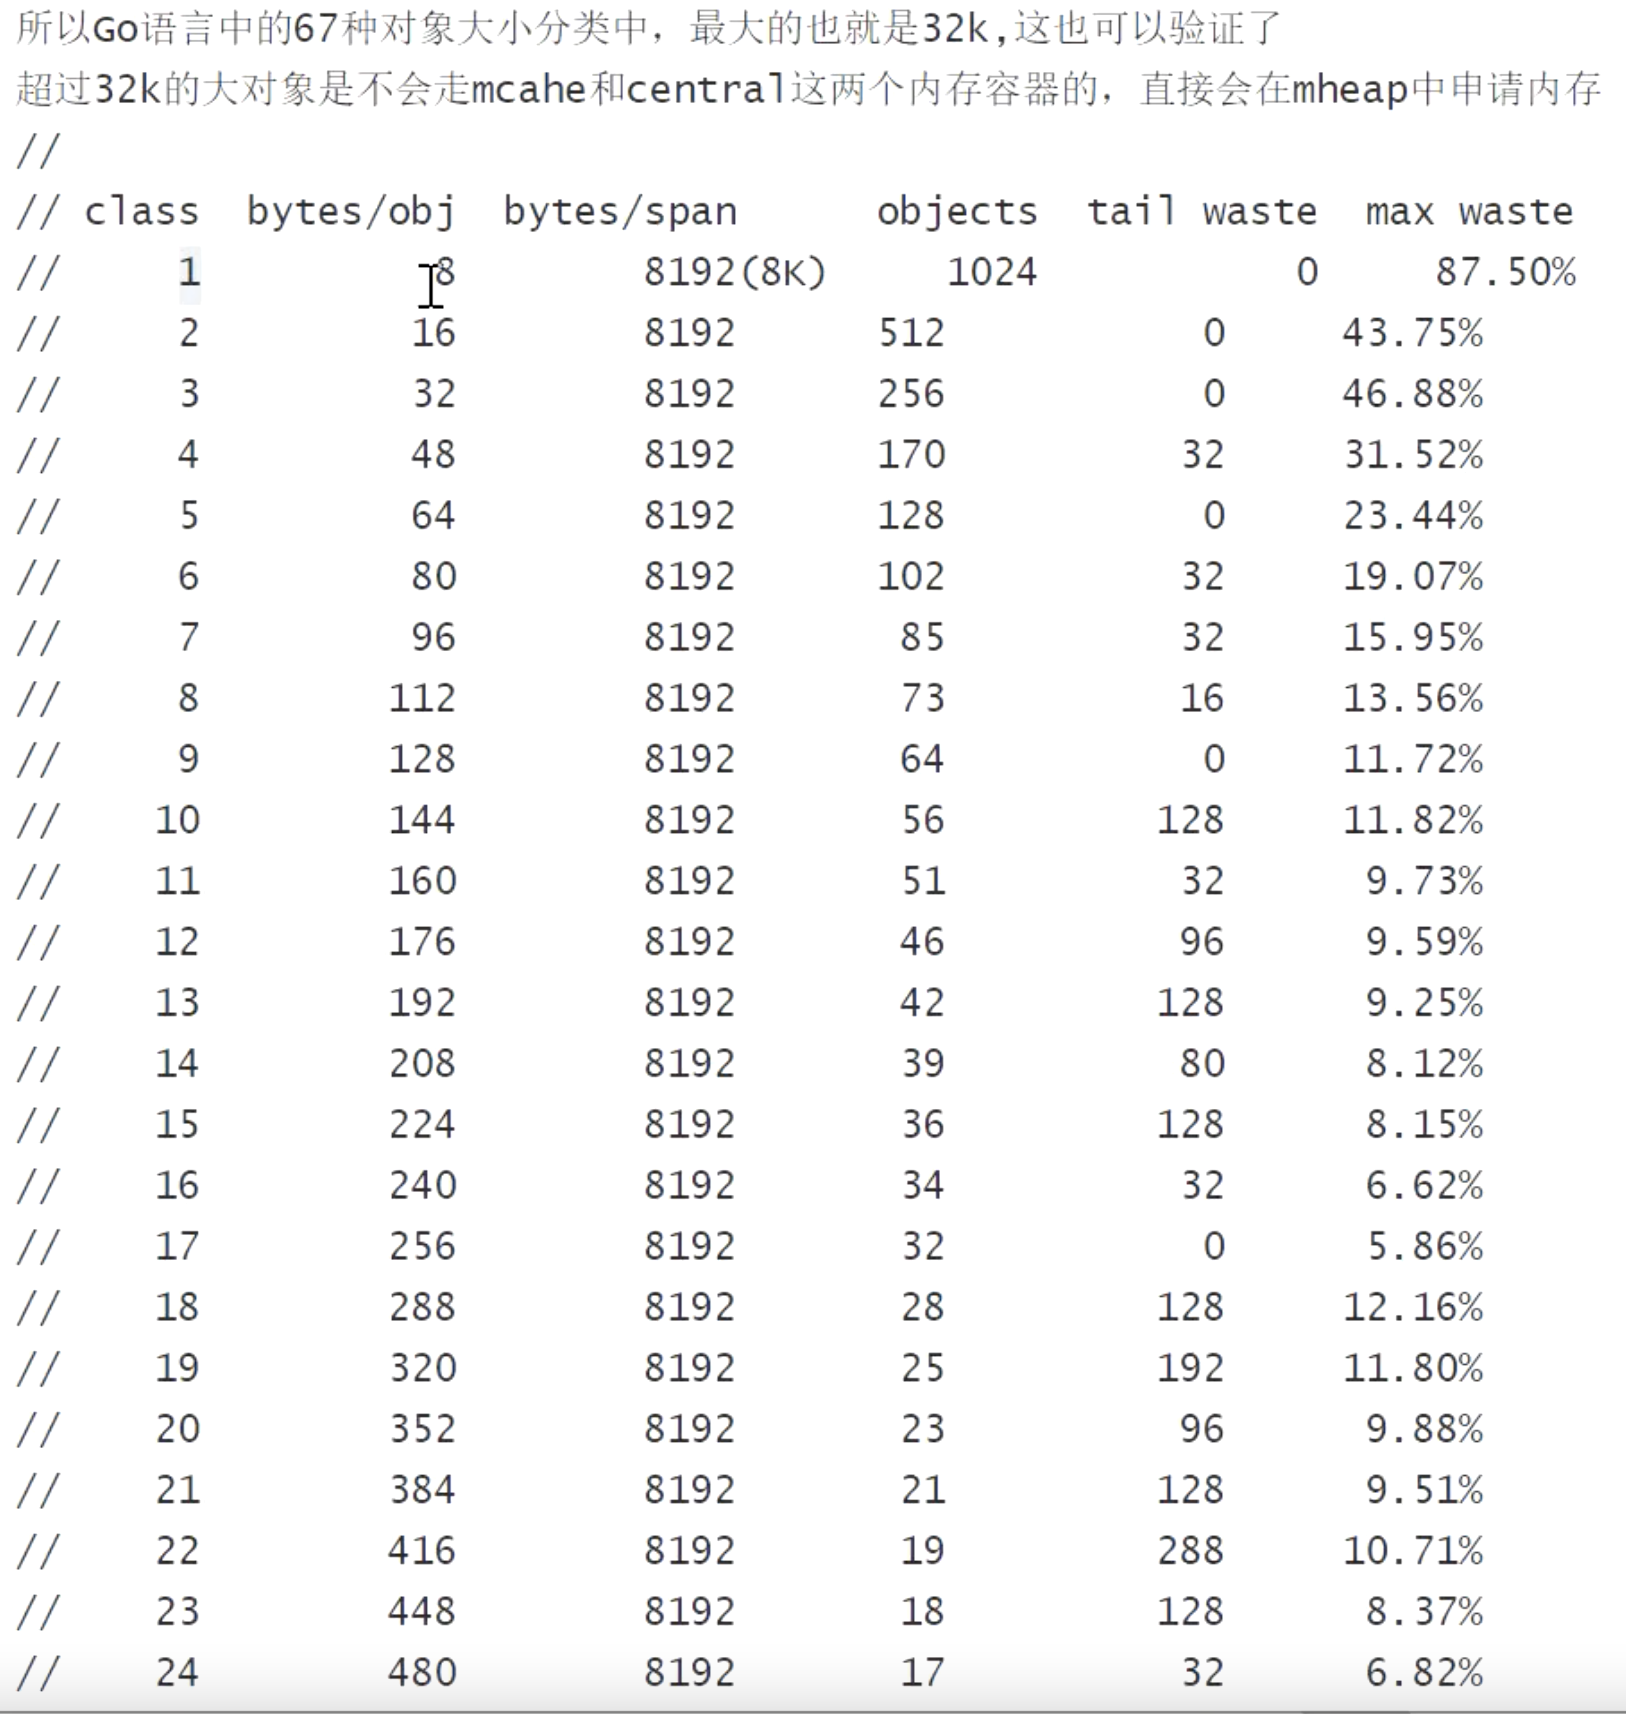 所以Go语言中的67种对象大小分类中，最大的也就是32k,这也可以验证了
超过32k的大对象是不会走mcahe和central这两个内存容器的，直接会在mheap中申请内存
//
// class bytes/obj bytes/span objects tail waste max waste
// 1 8 8192(8K) 1024 0 87.50%
// 2 16 8192 512 0 43.75%
// 3 32 8192 256 0 46.88%
// 4 48 8192 170 32 31.52%
// 5 64 8192 128 0 23.44%
// 6 80 8192 102 32 19.07%
// 7 96 8192 85 32 15.95%
// 8 112 8192 73 16 13.56%
// 9 128 8192 64 0 11.72%
// 10 144 8192 56 128 11.82%
// 11 160 8192 51 32 9.73%
// 12 176 8192 46 96 9.59%
// 13 192 8192 42 128 9.25%
// 14 208 8192 39 80 8.12%
// 15 224 8192 36 128 8.15%
// 16 240 8192 34 32 6.62%
// 17 256 8192 32 0 5.86%
// 18 288 8192 28 128 12.16%
// 19 320 8192 25 192 11.80%
// 20 352 8192 23 96 9.88%
// 21 384 8192 21 128 9.51%
// 22 416 8192 19 288 10.71%
// 23 448 8192 18 128 8.37%
// 24 480 8192 17 32 6.82%